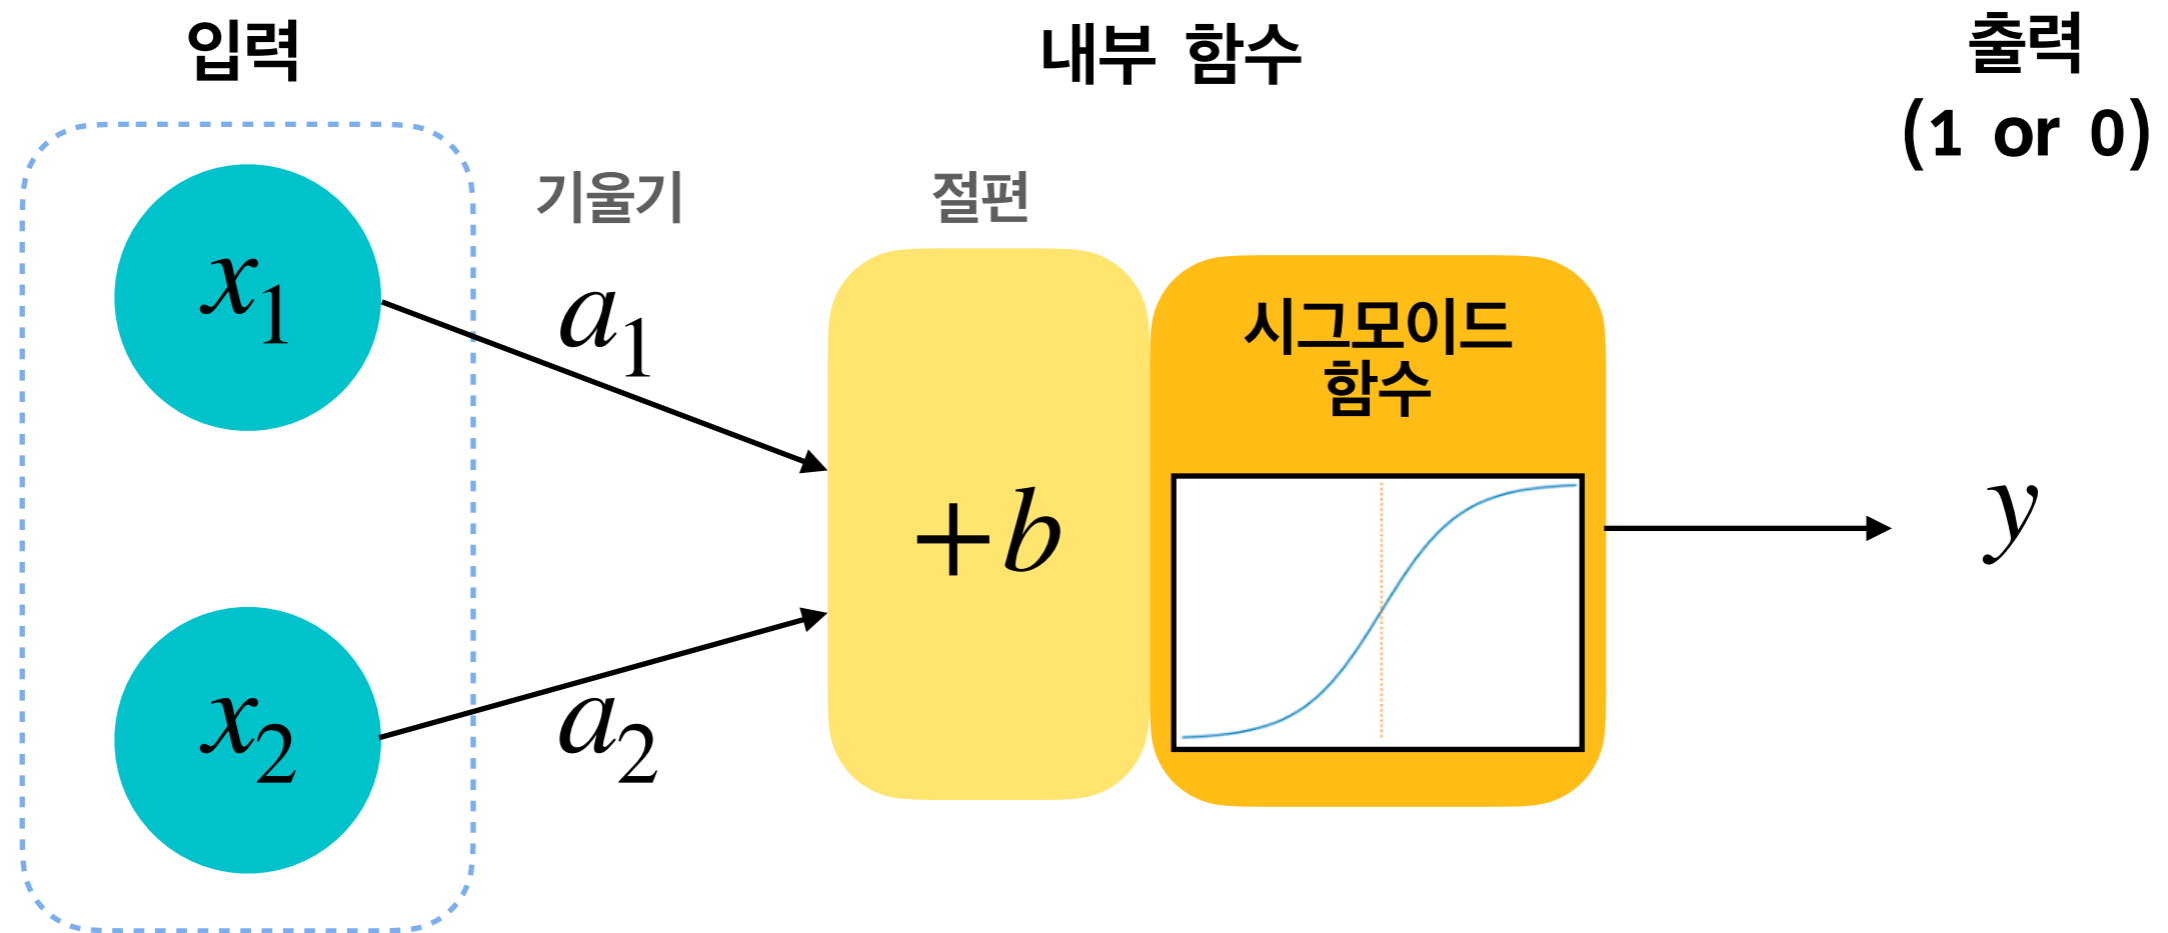 입력
내부 함수
출력
(1 or 0)
기울기
절편
x₁
a₁
시그모이드
함수
+b
y
x₂
a₂